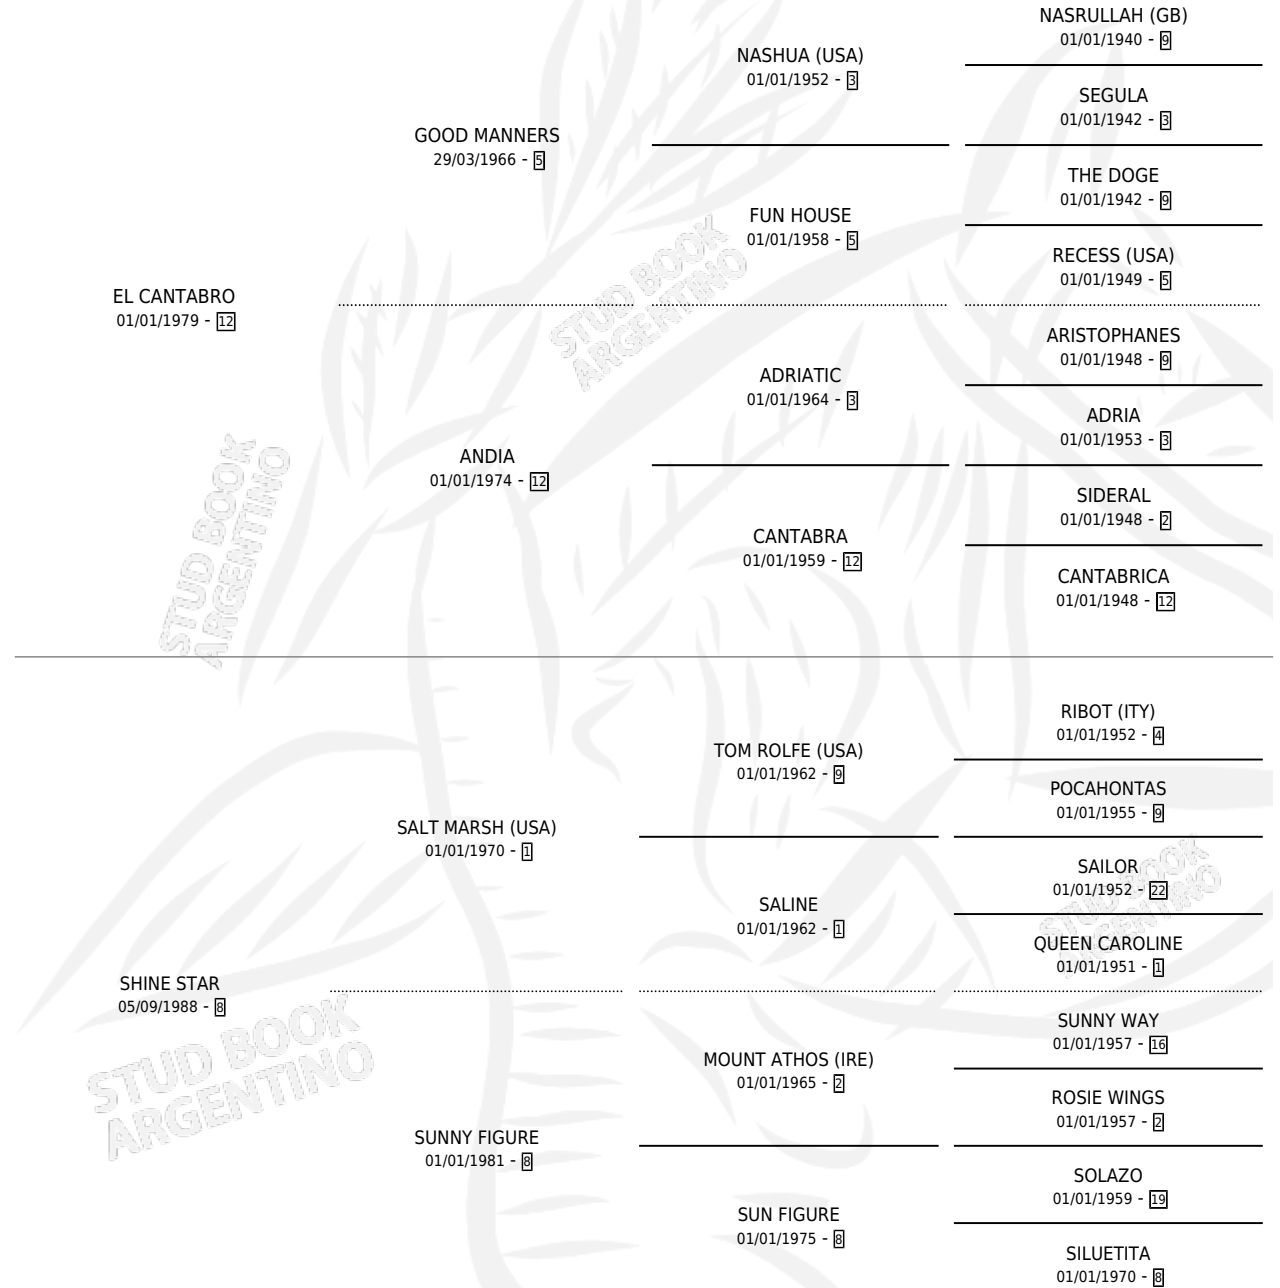 NASRULLAH (GB)
01/01/1940 - 9
NASHUA (USA)
01/01/1952 - 3
SEGULA
01/01/1942 - 3
GOOD MANNERS
29/03/1966 - 5
THE DOGE
01/01/1942 - 9
FUN HOUSE
01/01/1958 - 5
RECESS (USA)
01/01/1949 - 5
EL CANTABRO
01/01/1979 - 12
ARISTOPHANES
01/01/1948 - 9
ADRIATIC
01/01/1964 - 3
ADRIA
01/01/1953 - 3
ANDIA
01/01/1974 - 12
SIDERAL
01/01/1948 - 2
CANTABRA
01/01/1959 - 12
CANTABRICA
01/01/1948 - 12
STUD BOOK
ARGENTINO
STUD BOOK
ARGENTINO
RIBOT (ITY)
01/01/1952 - 4
TOM ROLFE (USA)
01/01/1962 - 9
POCAHONTAS
01/01/1955 - 9
SALT MARSH (USA)
01/01/1970 - 1
SAILOR
01/01/1952 - 22
SALINE
01/01/1962 - 1
QUEEN CAROLINE
01/01/1951 - 1
SHINE STAR
05/09/1988 - 8
SUNNY WAY
01/01/1957 - 16
MOUNT ATHOS (IRE)
01/01/1965 - 2
ROSIE WINGS
01/01/1957 - 2
SUNNY FIGURE
01/01/1981 - 8
SOLAZO
01/01/1959 - 19
SUN FIGURE
01/01/1975 - 8
SILUETITA
01/01/1970 - 8
STUD BOOK
ARGENTINO
STUD BOOK
ARGENTINO